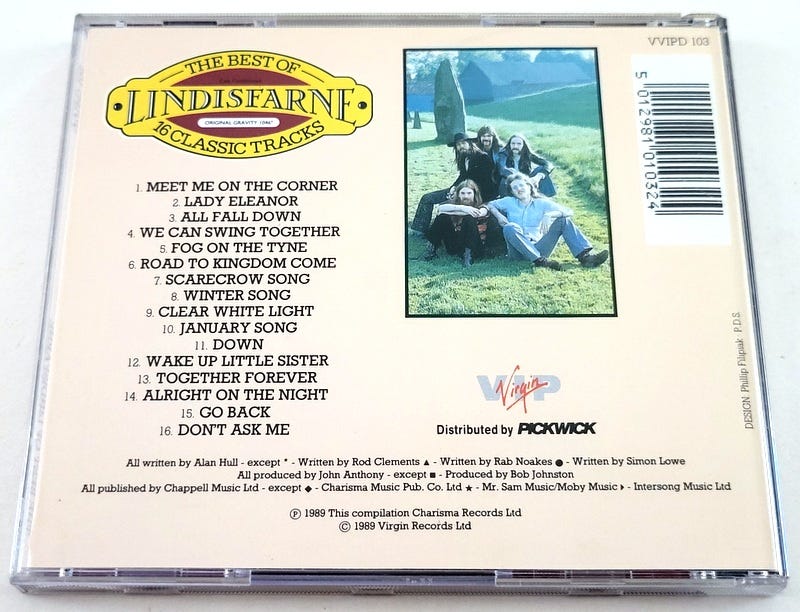 VVIPD 103
THE BEST OF
LINDISFARNE
ORIGINAL GRAVITY 1086°
16 CLASSIC TRACKS
1. MEET ME ON THE CORNER
2. LADY ELEANOR
3. ALL FALL DOWN
4. WE CAN SWING TOGETHER
5. FOG ON THE TYNE
6. ROAD TO KINGDOM COME
7. SCARECROW SONG
8. WINTER SONG
9. CLEAR WHITE LIGHT
10. JANUARY SONG
11. DOWN
12. WAKE UP LITTLE SISTER
13. TOGETHER FOREVER
14. ALRIGHT ON THE NIGHT
15. GO BACK
16. DON'T ASK ME
5 012981 010324
VIP
Virgin
Distributed by PICKWICK
DESIGN Phillip Filipiak P.D.S.
All written by Alan Hull - except * - Written by Rod Clements ▲ - Written by Rab Noakes ● - Written by Simon Lowe
All produced by John Anthony - except ■ - Produced by Bob Johnston
All published by Chappell Music Ltd - except ◆ - Charisma Music Pub. Co. Ltd ★ - Mr. Sam Music/Moby Music ▸ - Intersong Music Ltd
℗ 1989 This compilation Charisma Records Ltd
© 1989 Virgin Records Ltd